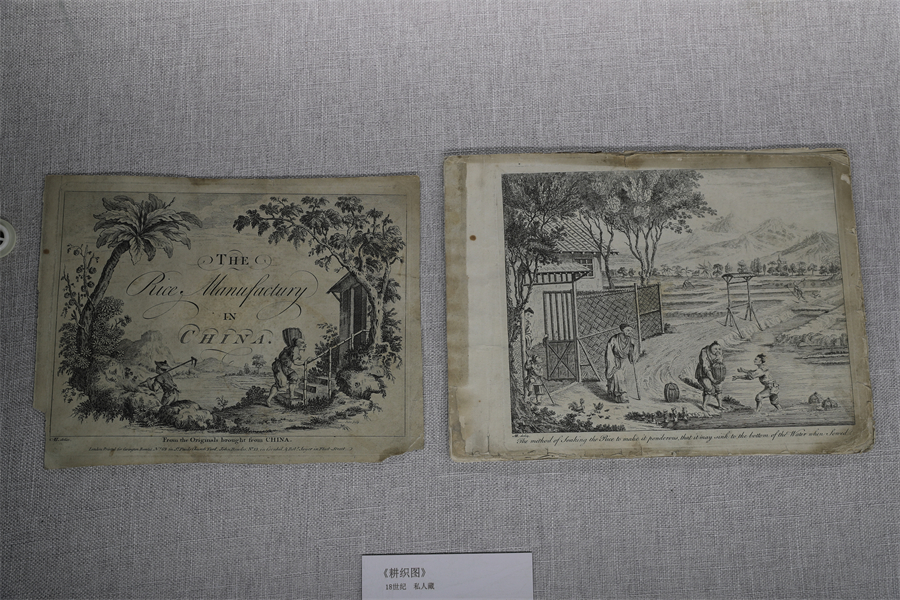 THE
Rice Manufactury
IN
CHINA.
From the Originals brought from CHINA.
The method of Soaking the Rice to make it ponderous, that it may sink to the bottom of the Water when Sowed
《耕织图》
18世纪 私人藏